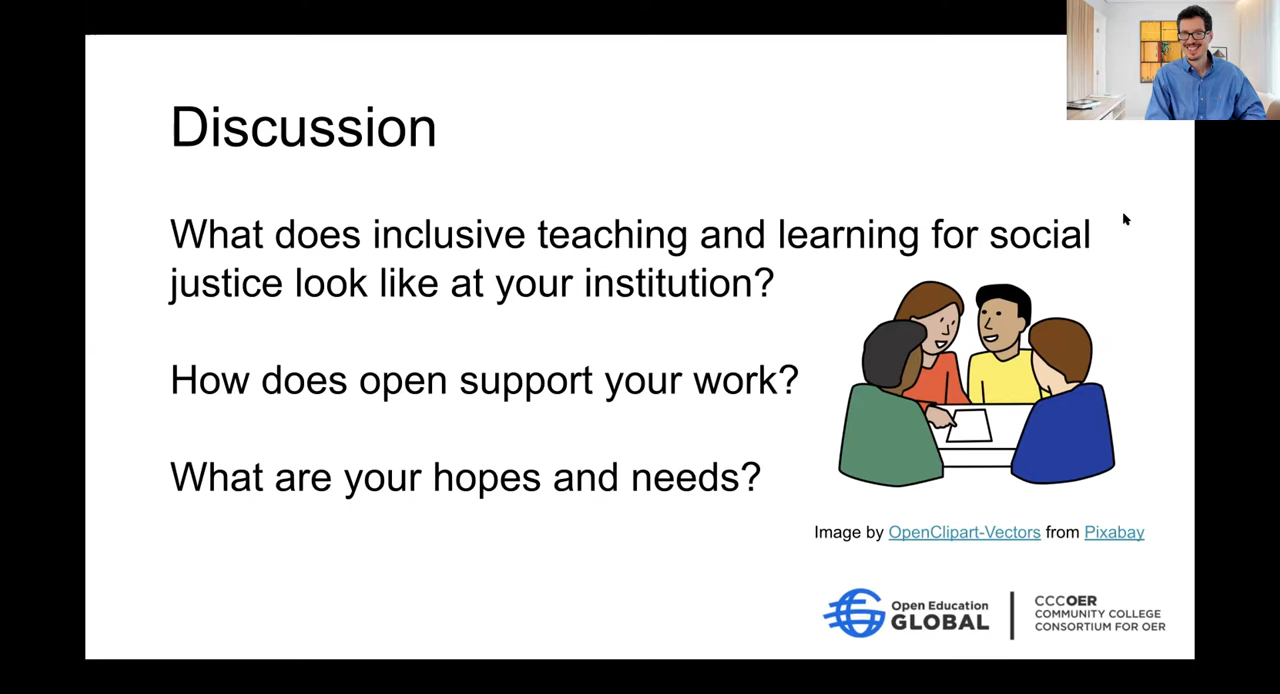 Discussion
What does inclusive teaching and learning for social
justice look like at your institution?
How does open support your work?
What are your hopes and needs?
Image by OpenClipart-Vectors from Pixabay
Open Education
GLOBAL
CCCOER
COMMUNITY COLLEGE
CONSORTIUM FOR OER